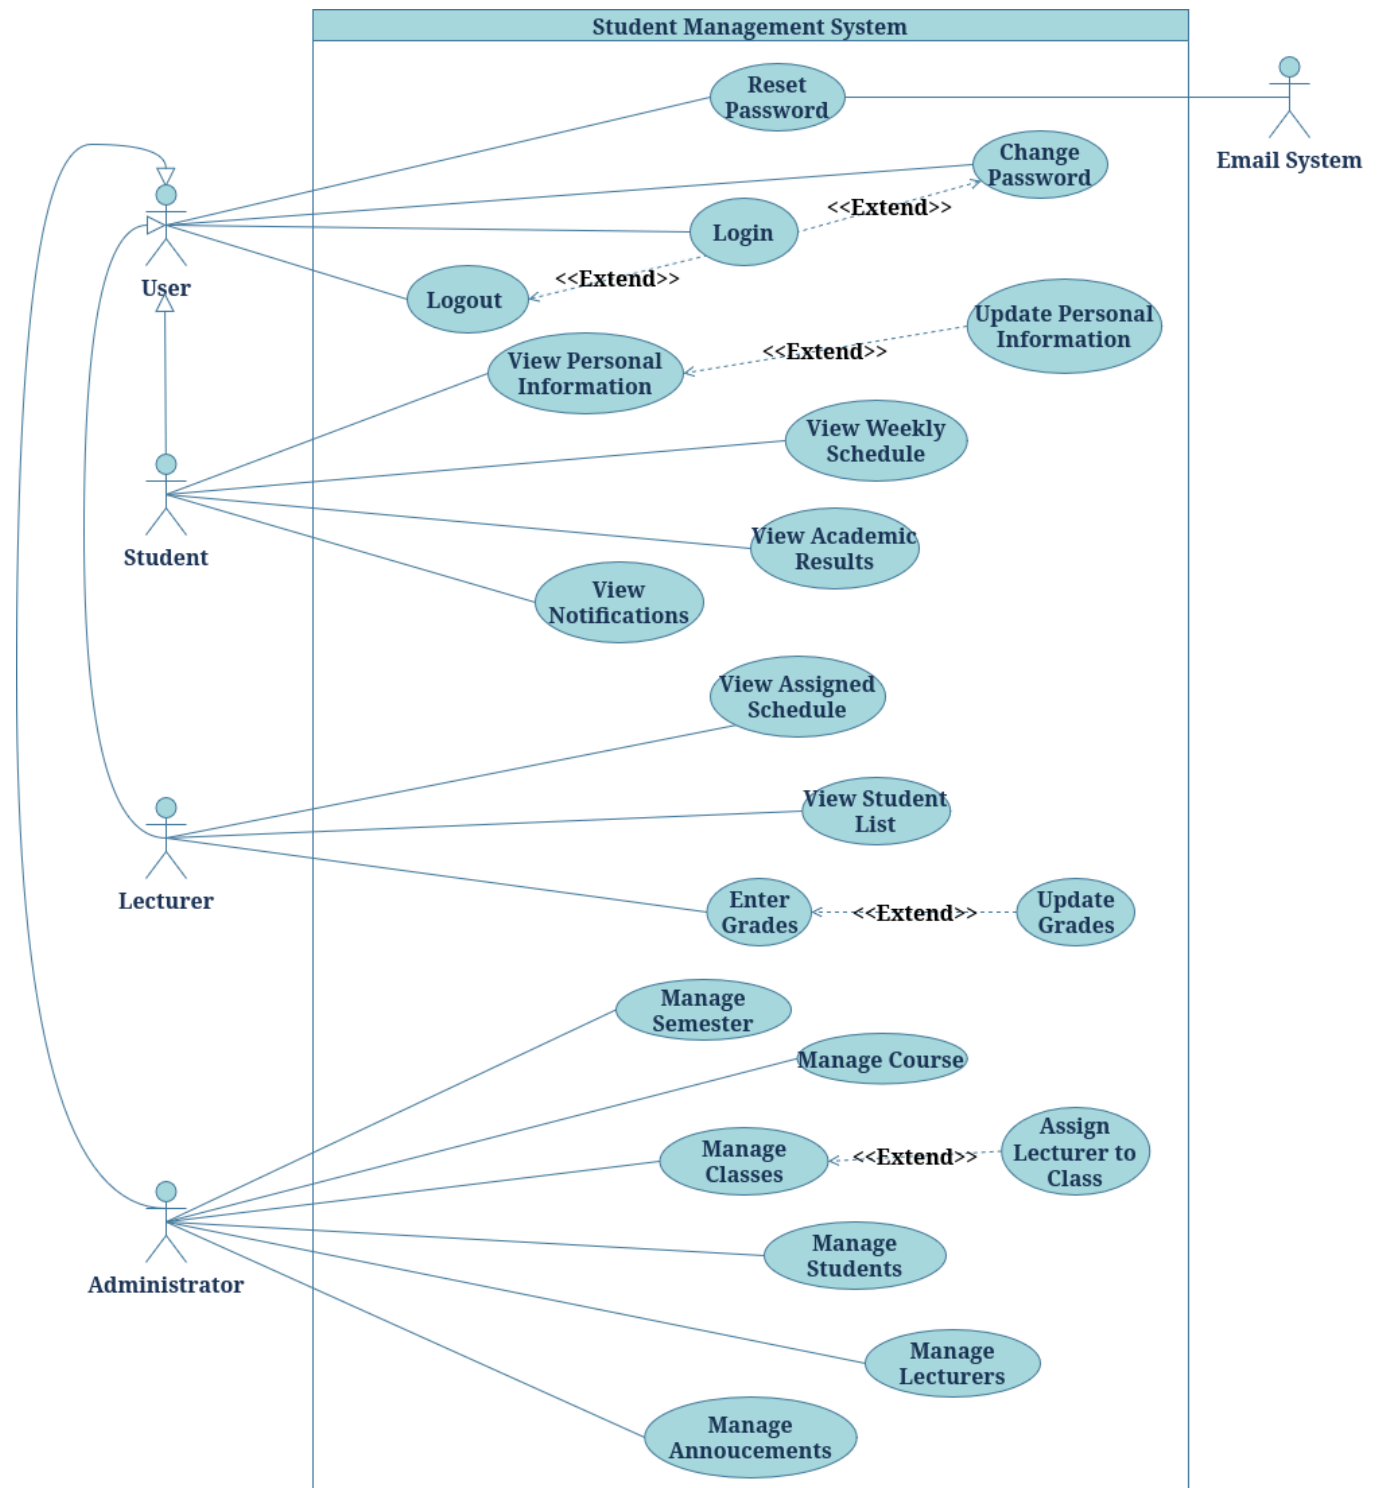 Student Management System
Reset
Password
Email System
Change
Password
<<Extend>>
Login
User
<<Extend>>
Logout
Update Personal
Information
<<Extend>>
View Personal
Information
View Weekly
Schedule
View Academic
Results
Student
View
Notifications
View Assigned
Schedule
View Student
List
Lecturer
Enter
Grades
<<Extend>>
Update
Grades
Manage
Semester
Manage Course
Manage
Classes
<<Extend>>
Assign
Lecturer to
Class
Manage
Students
Administrator
Manage
Lecturers
Manage
Annoucements